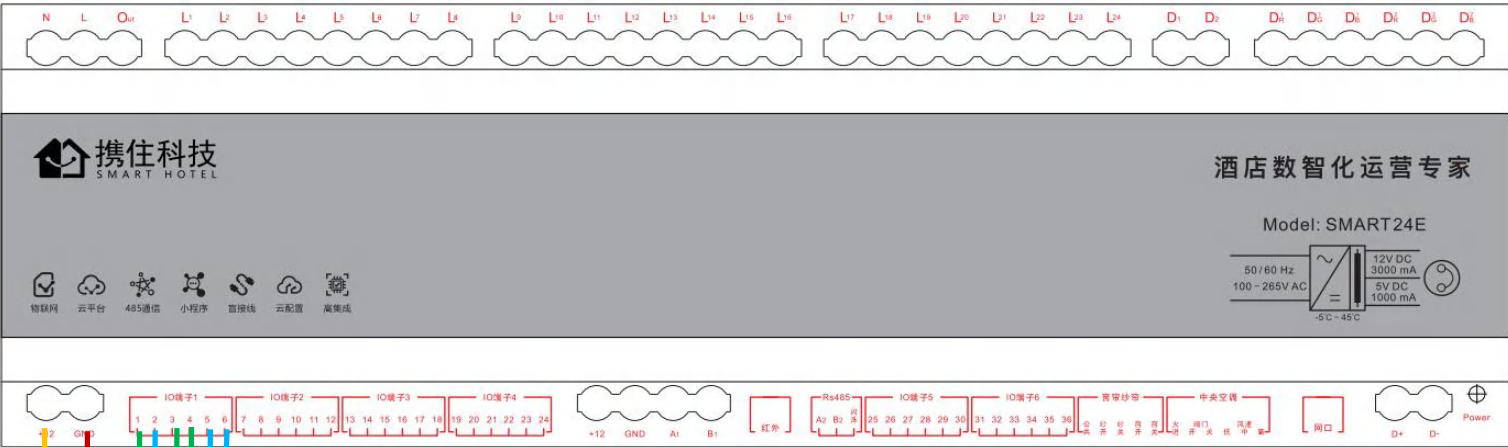 N L Out L1 L2 L3 L4 L5 L6 L7 L8 L9 L10 L11 L12 L13 L14 L15 L16 L17 L18 L19 L20 L21 L22 L23 L24 D1 D2
携住科技
SMART HOTEL
酒店数智化运营专家
Model: SMART24E
50/60 Hz
100-265V AC
12V DC
3000 mA
5V DC
1000 mA
-5℃~45℃
物联网 云平台 485通信 小程序 盲接线 云配置 高集成
IO端子1 IO端子2 IO端子3 IO端子4 Rs485 IO端子5 IO端子6 窗帘纱帘 中央空调
1 2 3 4 5 6 7 8 9 10 11 12 13 14 15 16 17 18 19 20 21 22 23 24
红外
A2 B2
25 26 27 28 29 30 31 32 33 34 35 36
网口
Power
+12 GND
+12 GND A1 B1
D+ D-